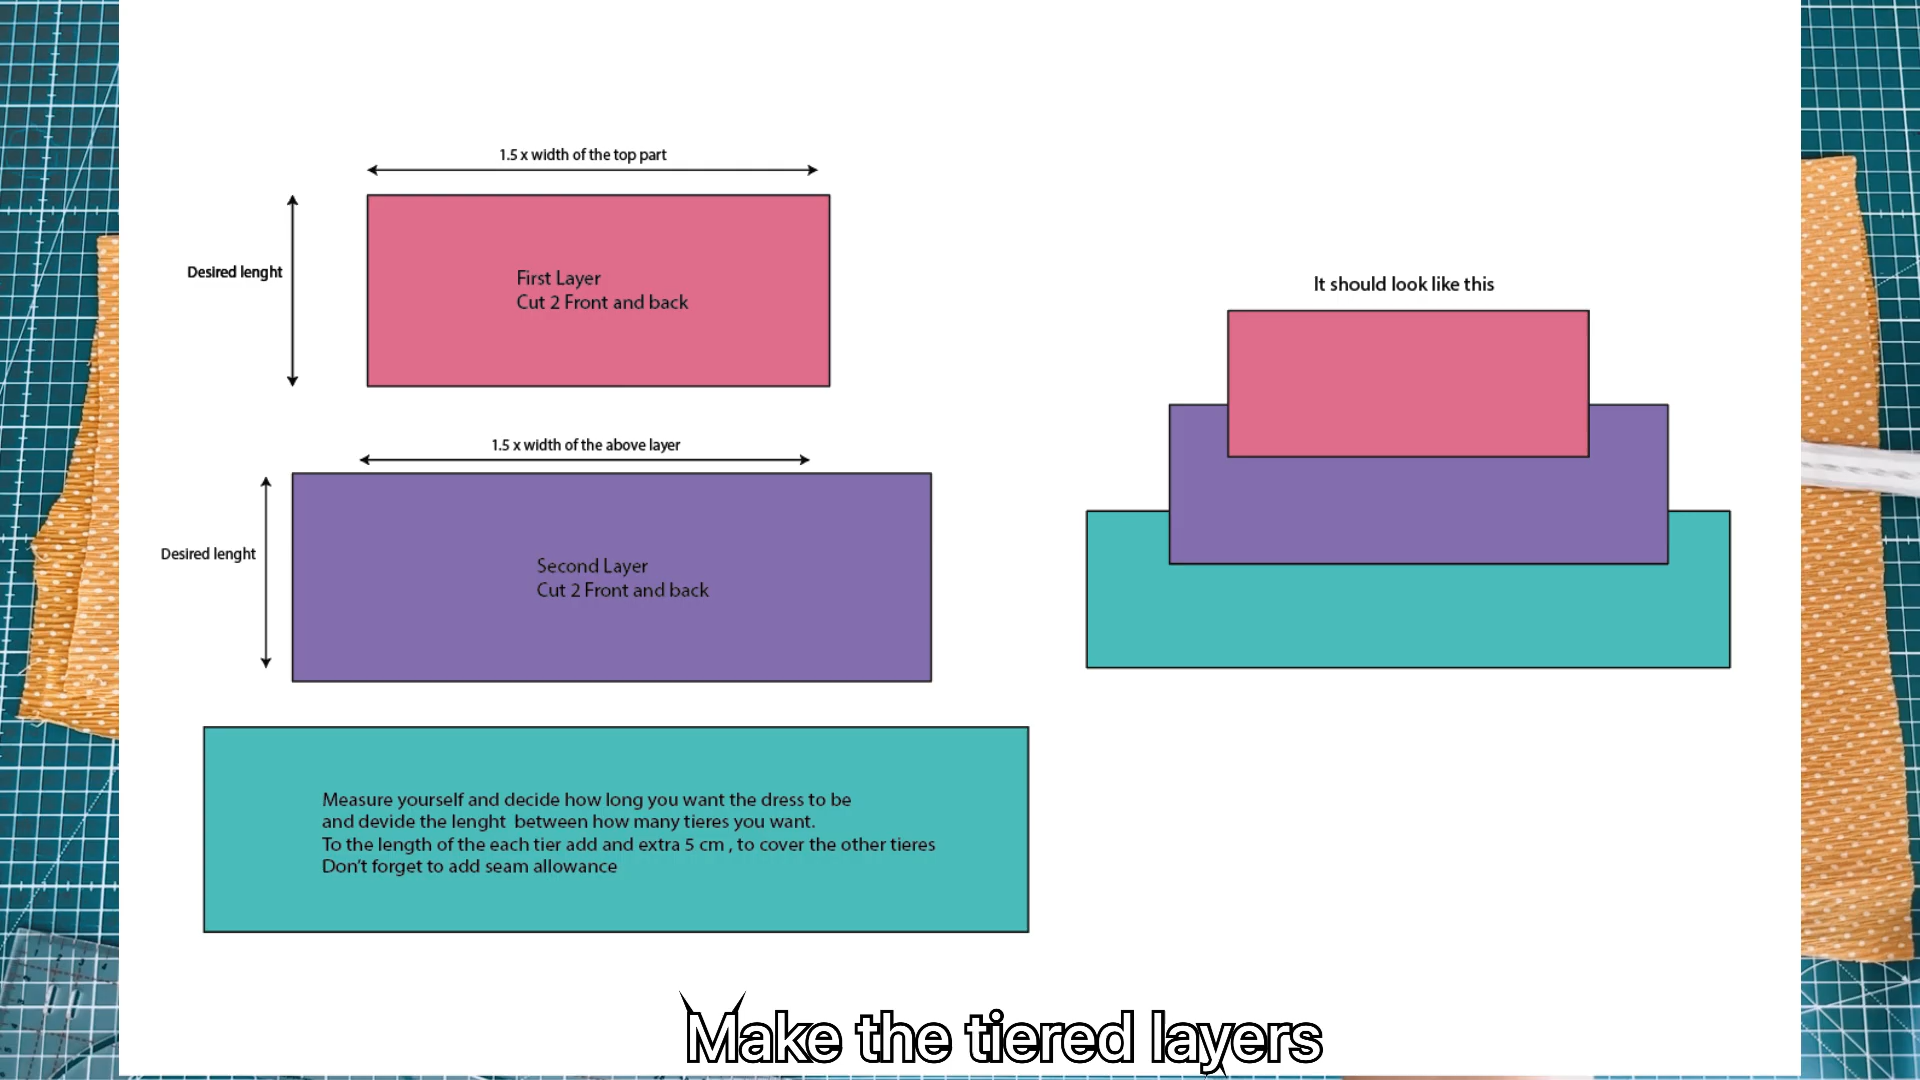 1.5 x width of the top part
Desired lenght
First Layer
Cut 2 Front and back
1.5 x width of the above layer
Desired lenght
Second Layer
Cut 2 Front and back
Measure yourself and decide how long you want the dress to be
and devide the lenght  between how many tieres you want.
To the length of the each tier add and extra 5 cm , to cover the other tieres
Don't forget to add seam allowance
It should look like this
Make the tiered layers